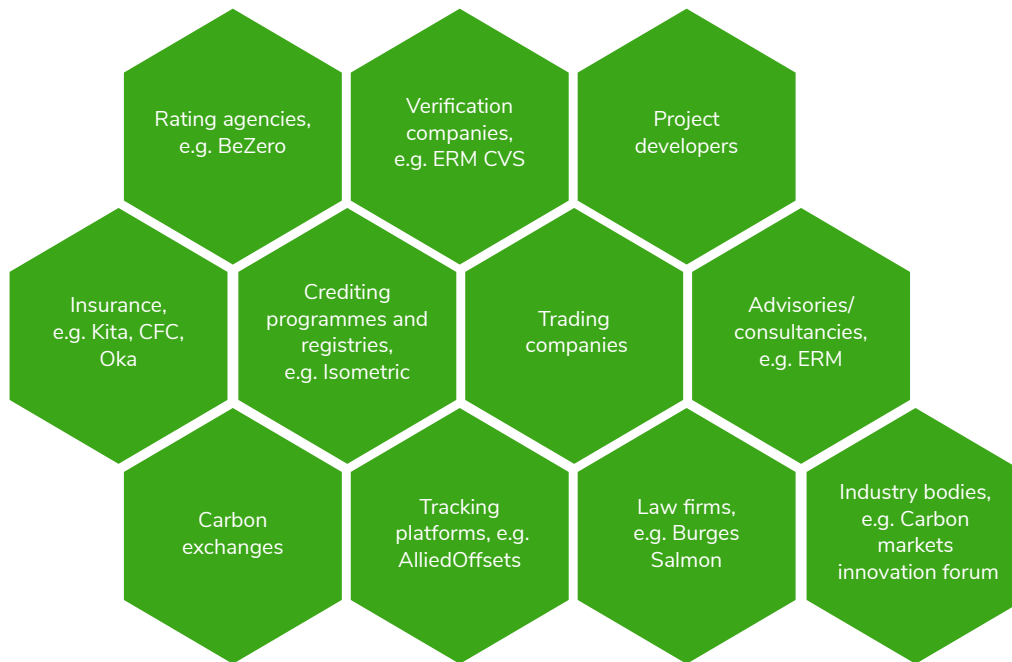 Rating agencies,
e.g. BeZero
Verification
companies,
e.g. ERM CVS
Project
developers
Insurance,
e.g. Kita, CFC,
Oka
Crediting
programmes and
registries,
e.g. Isometric
Trading
companies
Advisories/
consultancies,
e.g. ERM
Carbon
exchanges
Tracking
platforms, e.g.
AlliedOffsets
Law firms,
e.g. Burges
Salmon
Industry bodies,
e.g. Carbon
markets
innovation forum